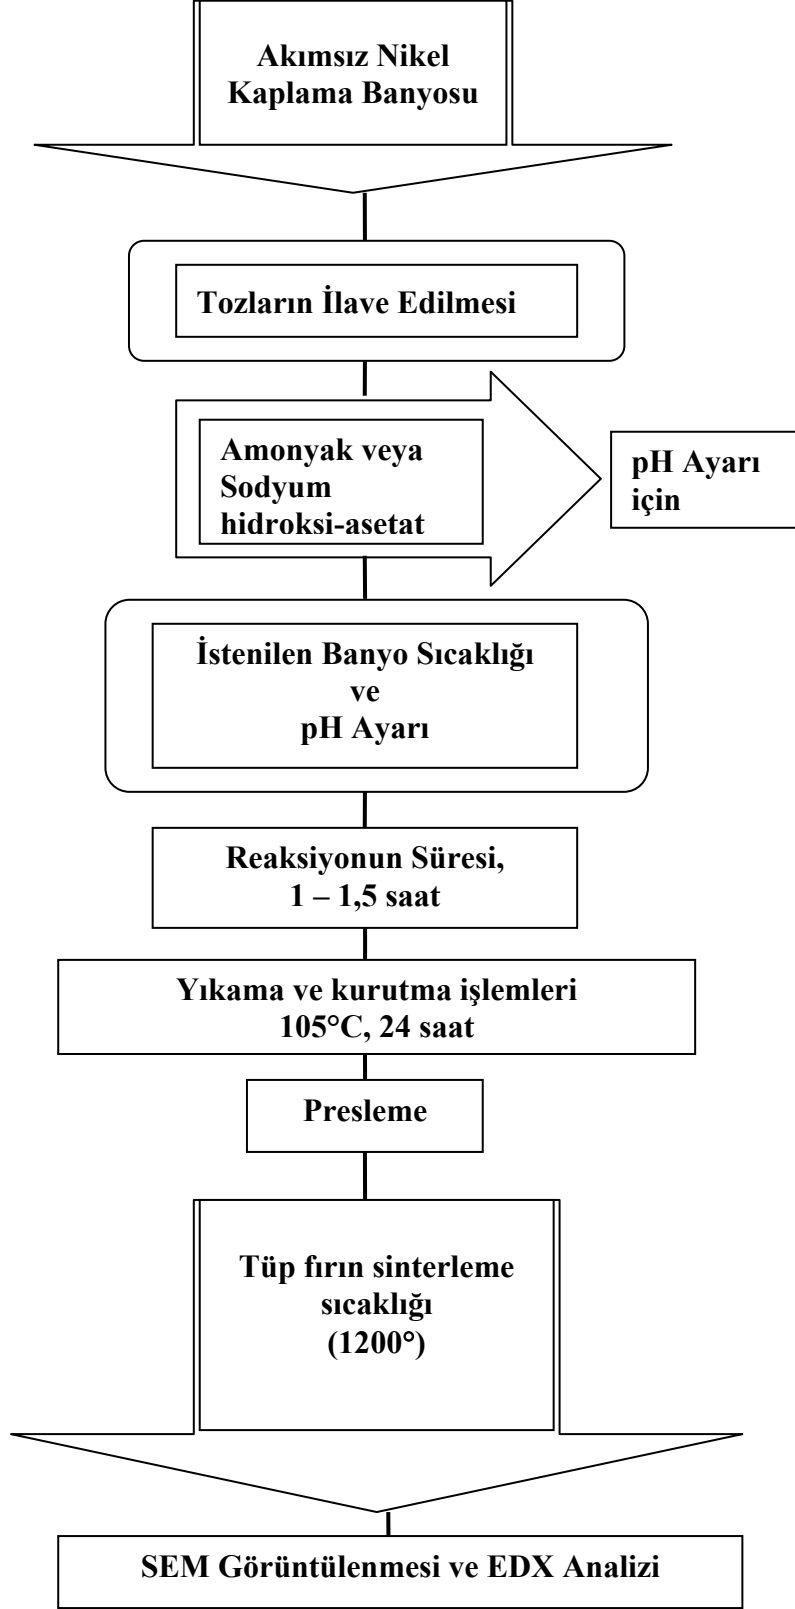 Akımsız Nikel
Kaplama Banyosu
Tozların İlave Edilmesi
Amonyak veya
Sodyum
hidroksi-asetat
pH Ayarı
için
İstenilen Banyo Sıcaklığı
ve
pH Ayarı
Reaksiyonun Süresi,
1 – 1,5 saat
Yıkama ve kurutma işlemleri
105°C, 24 saat
Presleme
Tüp fırın sinterleme
sıcaklığı
(1200°)
SEM Görüntülenmesi ve EDX Analizi